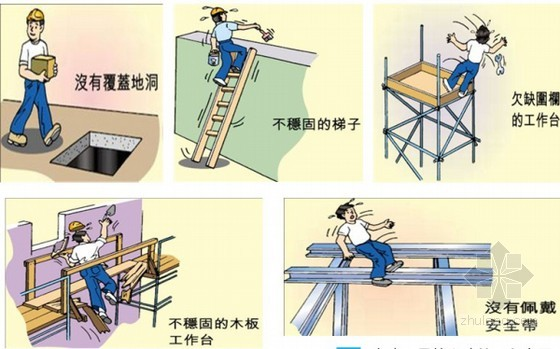 沒有覆蓋地洞
不穩固的梯子
欠缺圍欄
的工作台
不穩固的木板
工作台
沒有佩戴
安全帶